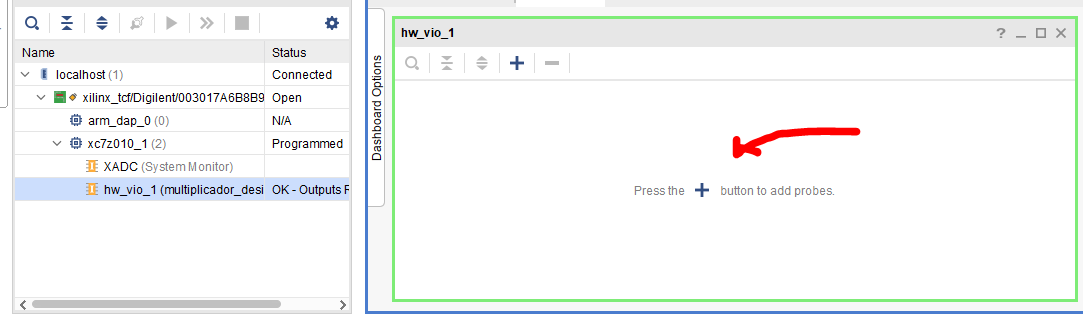 Name Status
localhost (1) Connected
xilinx_tcf/Digilent/003017A6B8B9 Open
arm_dap_0 (0) N/A
xc7z010_1 (2) Programmed
XADC (System Monitor)
hw_vio_1 (multiplicador_desi OK - Outputs R
Dashboard Options
hw_vio_1
Press the + button to add probes.